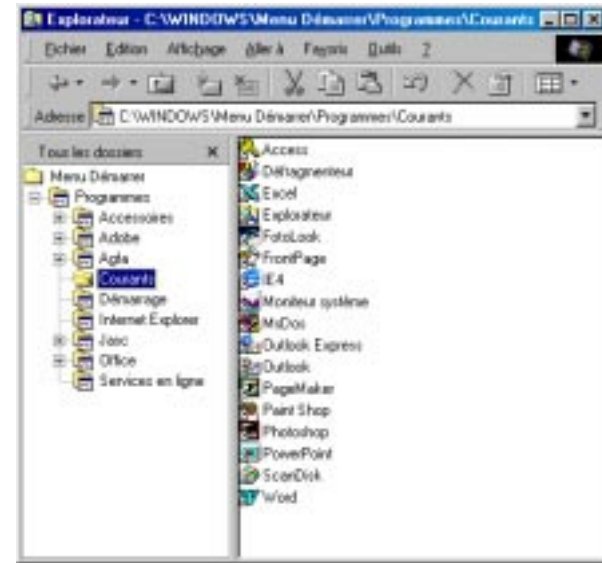 Explorateur - C:\WINDOWS\Menu Démarrer\Programmes\Courants
Fichier Edition Affichage Aller à Favoris Outils ?
Adresse C:\WINDOWS\Menu Démarrer\Programmes\Courants
Tous les dossiers
Menu Démarrer
Programmes
Accessoires
Adobe
Agfa
Courants
Démarrage
Internet Explorer
Jasc
Office
Services en ligne
Access
Défragmenteur
Excel
Explorateur
FotoLook
FrontPage
IE4
Moniteur système
MsDos
Outlook Express
Outlook
PageMaker
Paint Shop
Photoshop
PowerPoint
ScanDisk
Word